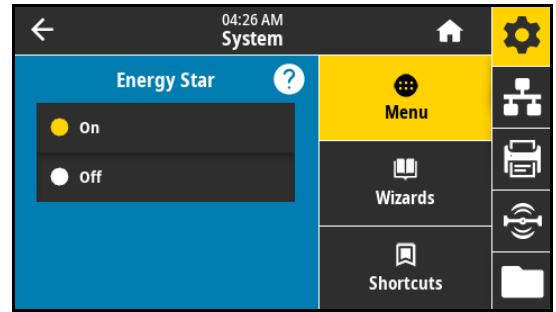 04:26 AM
System
Energy Star
?
On
Off
Menu
Wizards
Shortcuts